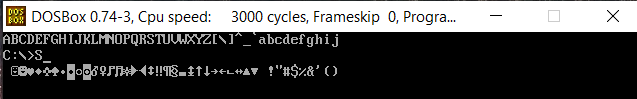 DOSBox 0.74-3, Cpu speed: 3000 cycles, Frameskip 0, Progra...
ABCDEFGHIJKLMNOPQRSTUVWXYZ[\]^_`abcdefghij
C:\>S_
☺☻♥♦♣♠•◘○◙♂♀♪♫☼►◄↕‼¶§▬↨↑↓→←∟↔▲▼ !"#$%&'()